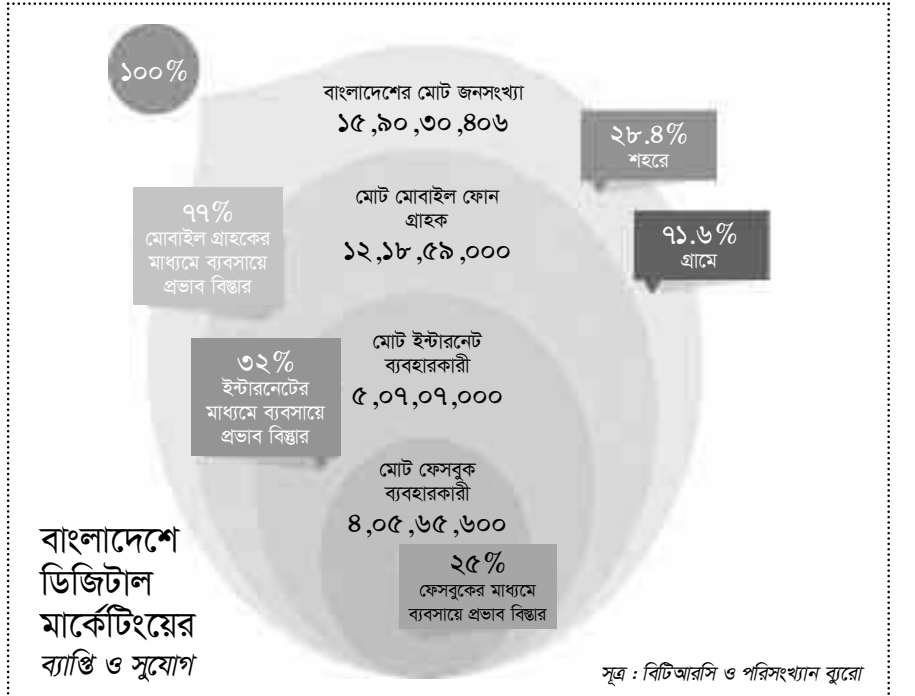 ১০০%
বাংলাদেশের মোট জনসংখ্যা
১৫,৯০,৩০,৪০৬
২৮.৪%
শহরে
৭১.৬%
গ্রামে
৭৭%
মোবাইল গ্রাহকের
মাধ্যমে ব্যবসায়ে
প্রভাব বিস্তার
মোট মোবাইল ফোন
গ্রাহক
১২,১৮,৫৯,০০০
৩২%
ইন্টারনেটের
মাধ্যমে ব্যবসায়ে
প্রভাব বিস্তার
মোট ইন্টারনেট
ব্যবহারকারী
৫,০৭,০৭,০০০
মোট ফেসবুক
ব্যবহারকারী
৪,০৫,৬৫,৬০০
২৫%
ফেসবুকের মাধ্যমে
ব্যবসায়ে প্রভাব বিস্তার
বাংলাদেশে
ডিজিটাল
মার্কেটিংয়ের
ব্যাপ্তি ও সুযোগ
সূত্র : বিটিআরসি ও পরিসংখ্যান ব্যুরো